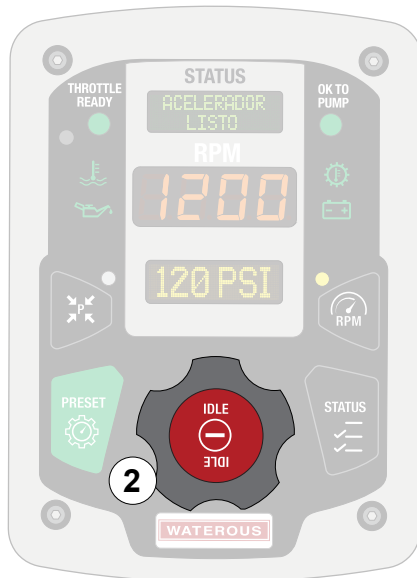 STATUS
THROTTLE
READY
OK TO
PUMP
ACELERADOR
LISTO
RPM
1200
120 PSI
P
RPM
PRESET
IDLE
IDLE
STATUS
2
WATEROUS